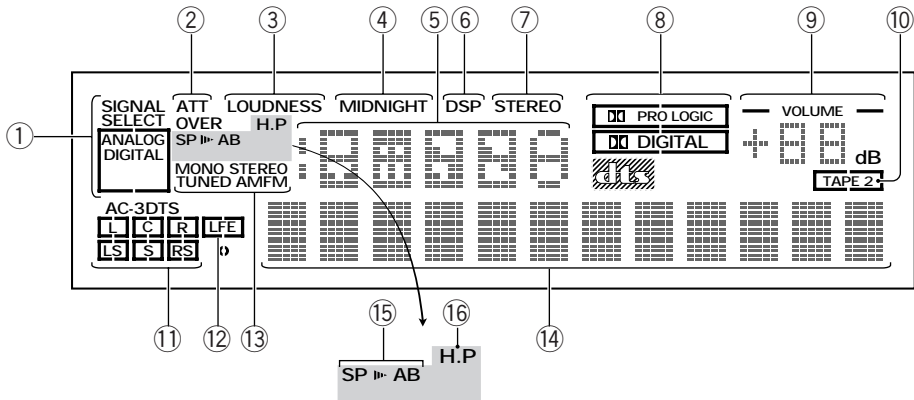 ② ③ ④ ⑤ ⑥ ⑦ ⑧ ⑨ ⑩
①
SIGNAL SELECT
ANALOG
DIGITAL
ATT
OVER
LOUDNESS
H.P
SP AB
MONO STEREO
TUNED AMFM
MIDNIGHT
DSP
STEREO
PRO LOGIC
DIGITAL
dts
VOLUME
+88
dB
TAPE 2
AC-3DTS
L C R LFE
LS S RS ()
⑪ ⑫ ⑬ ⑭
⑮ ⑯
H.P
SP AB